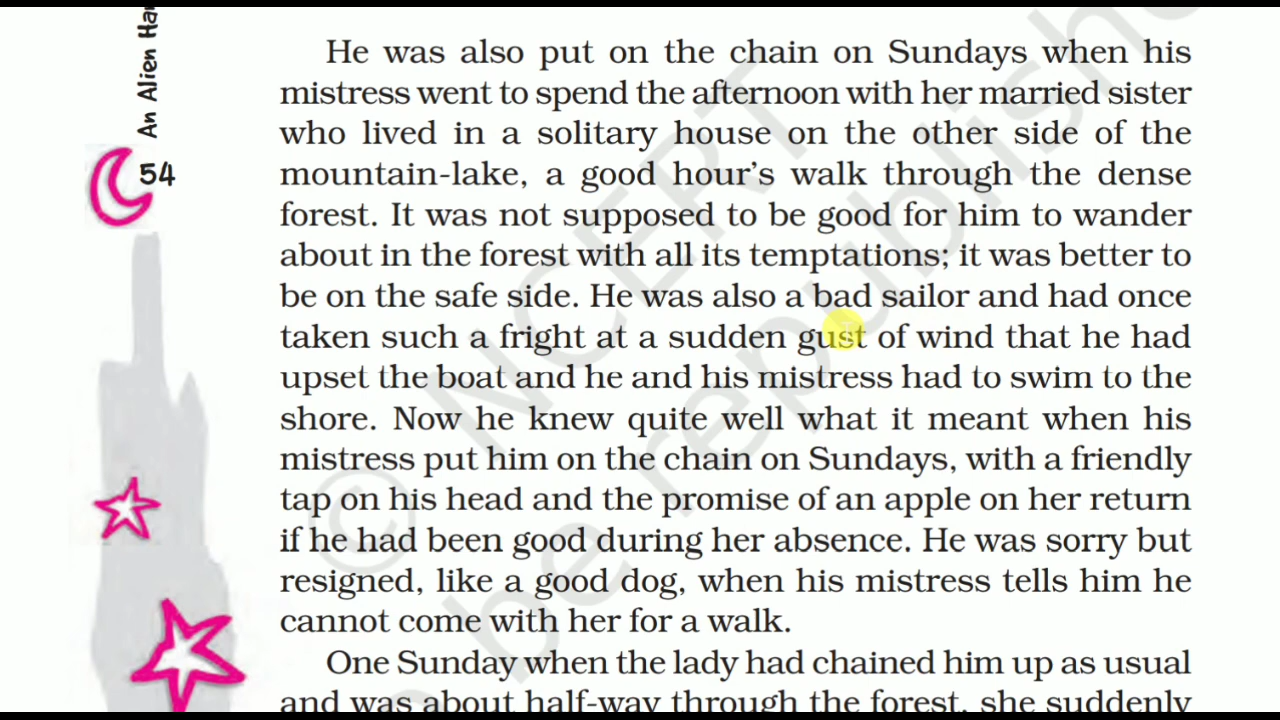 An Alien Ha
54
He was also put on the chain on Sundays when his
mistress went to spend the afternoon with her married sister
who lived in a solitary house on the other side of the
mountain-lake, a good hour's walk through the dense
forest. It was not supposed to be good for him to wander
about in the forest with all its temptations; it was better to
be on the safe side. He was also a bad sailor and had once
taken such a fright at a sudden gust of wind that he had
upset the boat and he and his mistress had to swim to the
shore. Now he knew quite well what it meant when his
mistress put him on the chain on Sundays, with a friendly
tap on his head and the promise of an apple on her return
if he had been good during her absence. He was sorry but
resigned, like a good dog, when his mistress tells him he
cannot come with her for a walk.
One Sunday when the lady had chained him up as usual
and was about half-way through the forest, she suddenly
© NCERT
be republishe